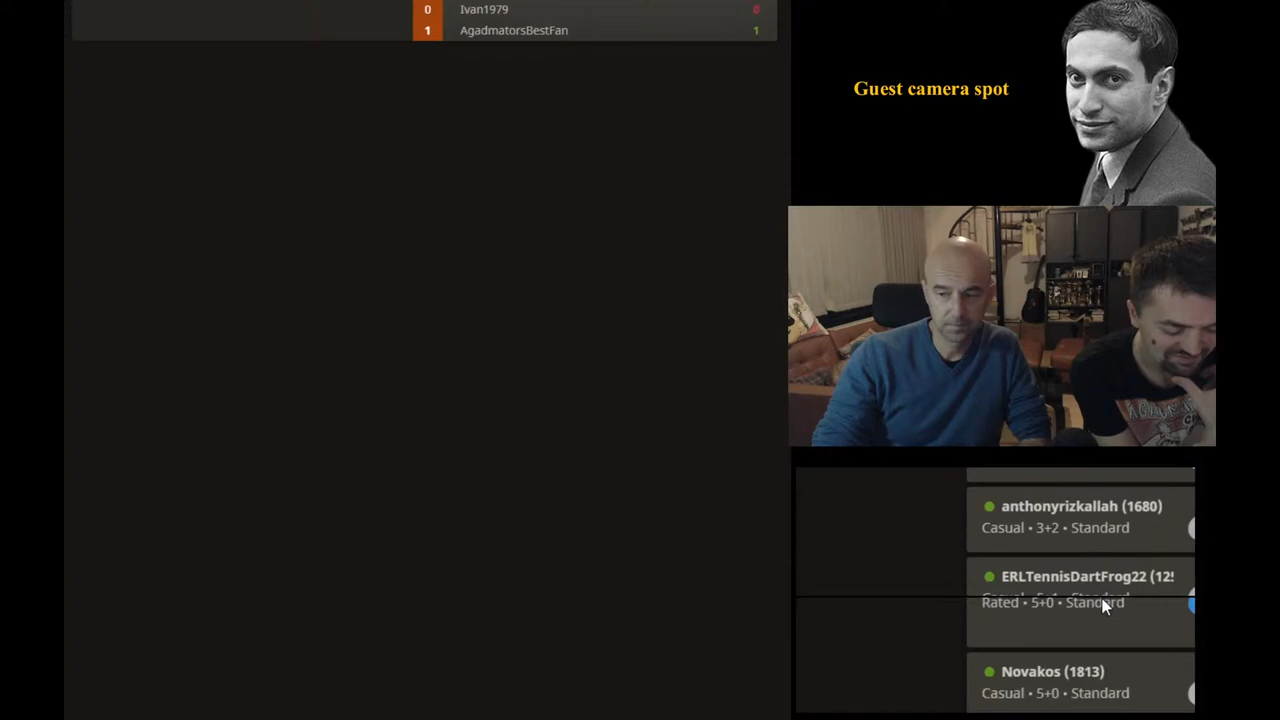 0 Ivan1979 0
1 AgadmatorsBestFan 1
Guest camera spot
anthonyrizkallah (1680)
Casual • 3+2 • Standard
ERLTennisDartFrog22
Rated • 5+0 • Standard
Novakos (1813)
Casual • 5+0 • Standard